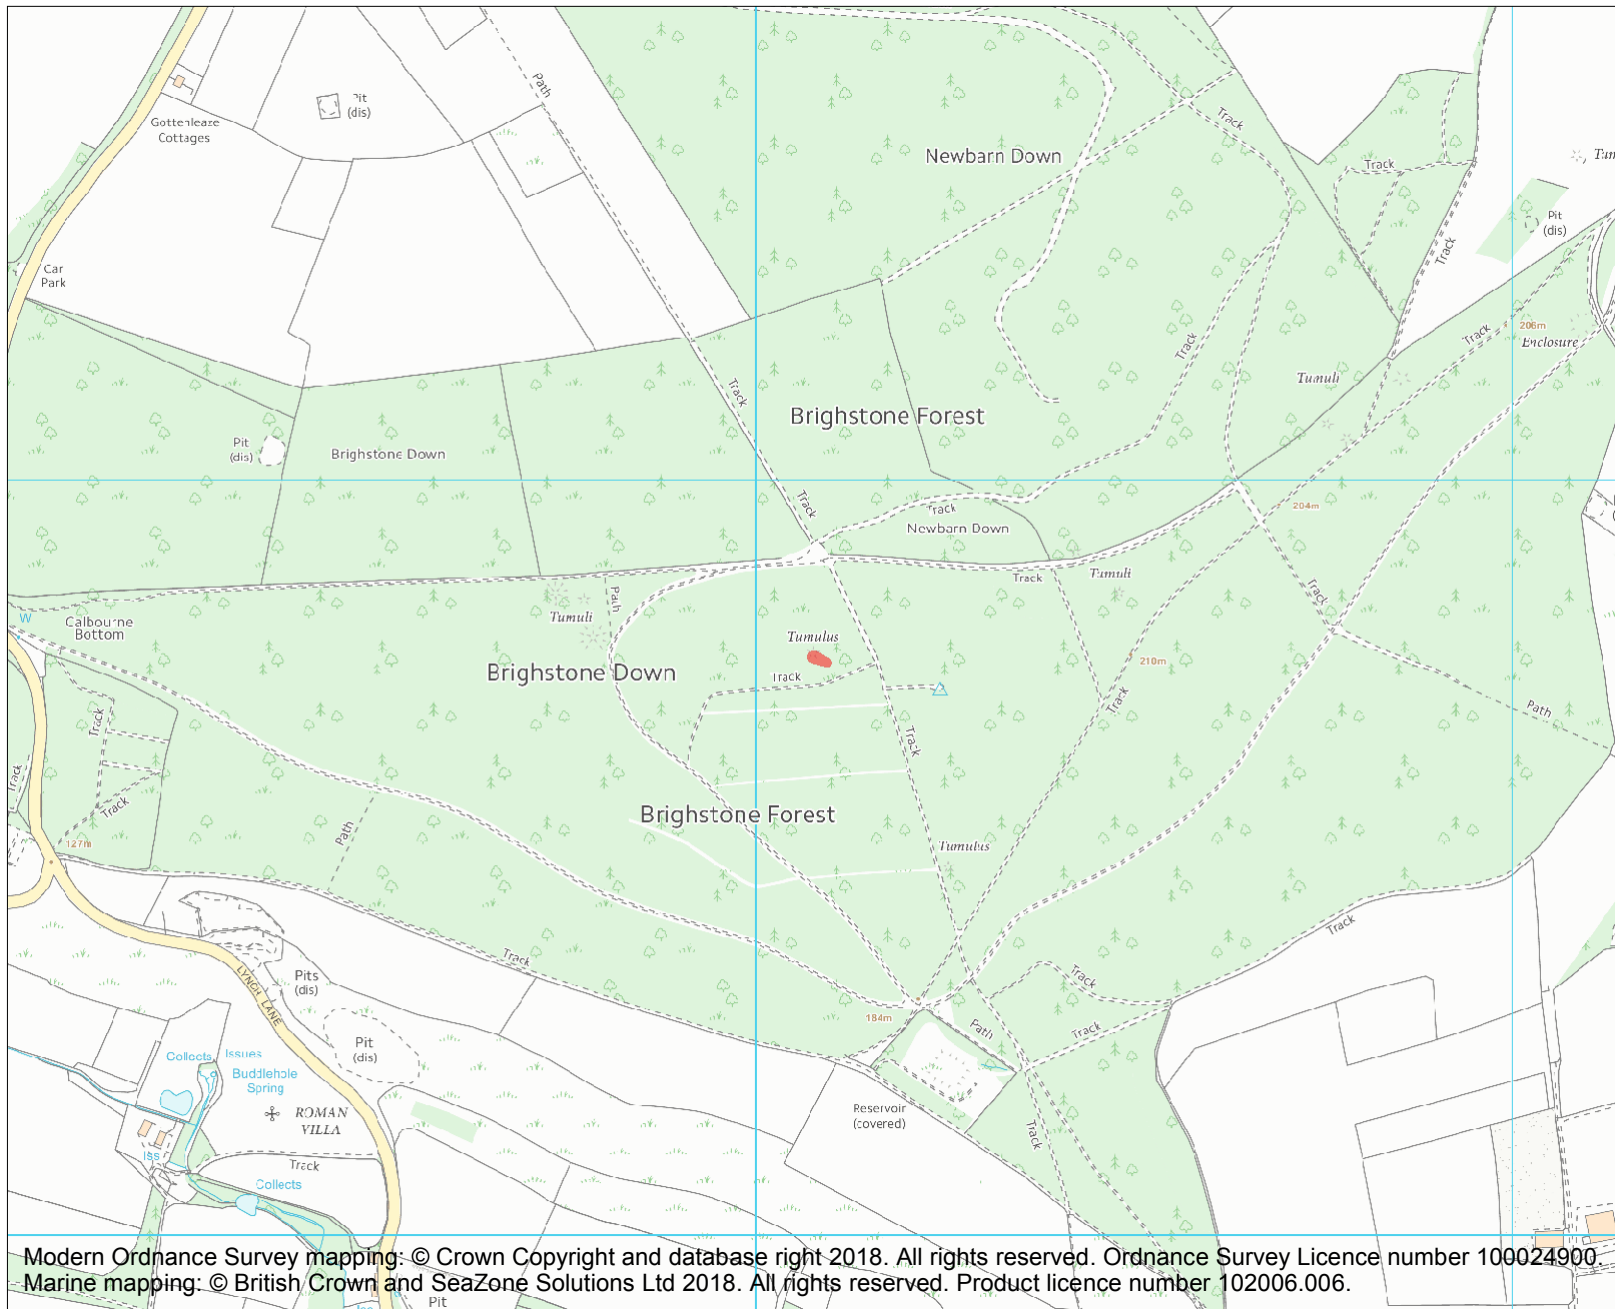 Path
Pit
(dis)
Gottenleaze
Cottages
Track
Newbarn Down
Track
Pit
(dis)
Track
Car
Park
Track
206m
Enclosure
Track
Tumuli
Track
Brighstone Forest
Pit
(dis)
Brighstone Down
Track
Track
204m
Newbarn Down
Track
Tumuli
Track
Path
W
Calbourne
Bottom
Tumuli
Tumulus
210m
Brighstone Down
Track
Track
Path
Track
Track
Track
Track
Brighstone Forest
Path
127m
Tumulus
Track
Track
LYNCH LANE
Pits
(dis)
Track
184m
Path
Track
Pit
(dis)
Collects
Issues
Buddlehole
Spring
ROMAN
VILLA
Reservoir
(covered)
Track
Iss
Track
Collects
Modern Ordnance Survey mapping: © Crown Copyright and database right 2018. All rights reserved. Ordnance Survey Licence number 100024900.
Marine mapping: © British Crown and SeaZone Solutions Ltd 2018. All rights reserved. Product licence number 102006.006.
Pit